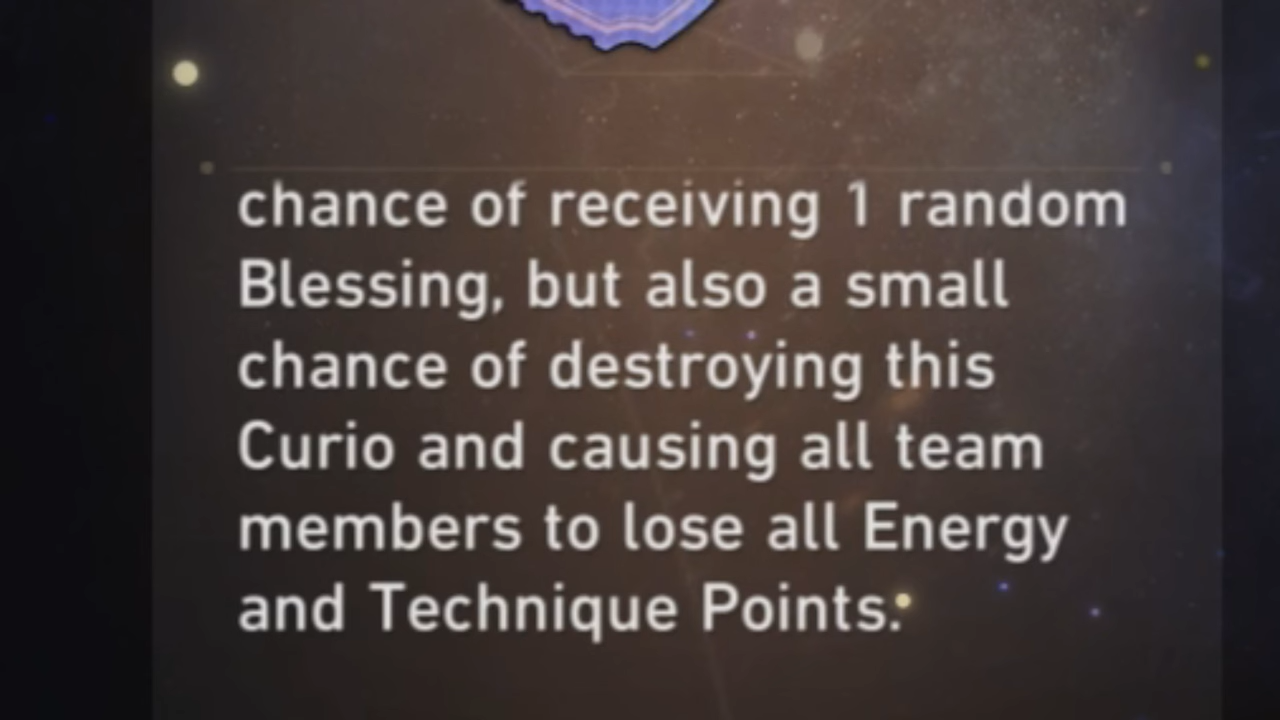 chance of receiving 1 random
Blessing, but also a small
chance of destroying this
Curio and causing all team
members to lose all Energy
and Technique Points.